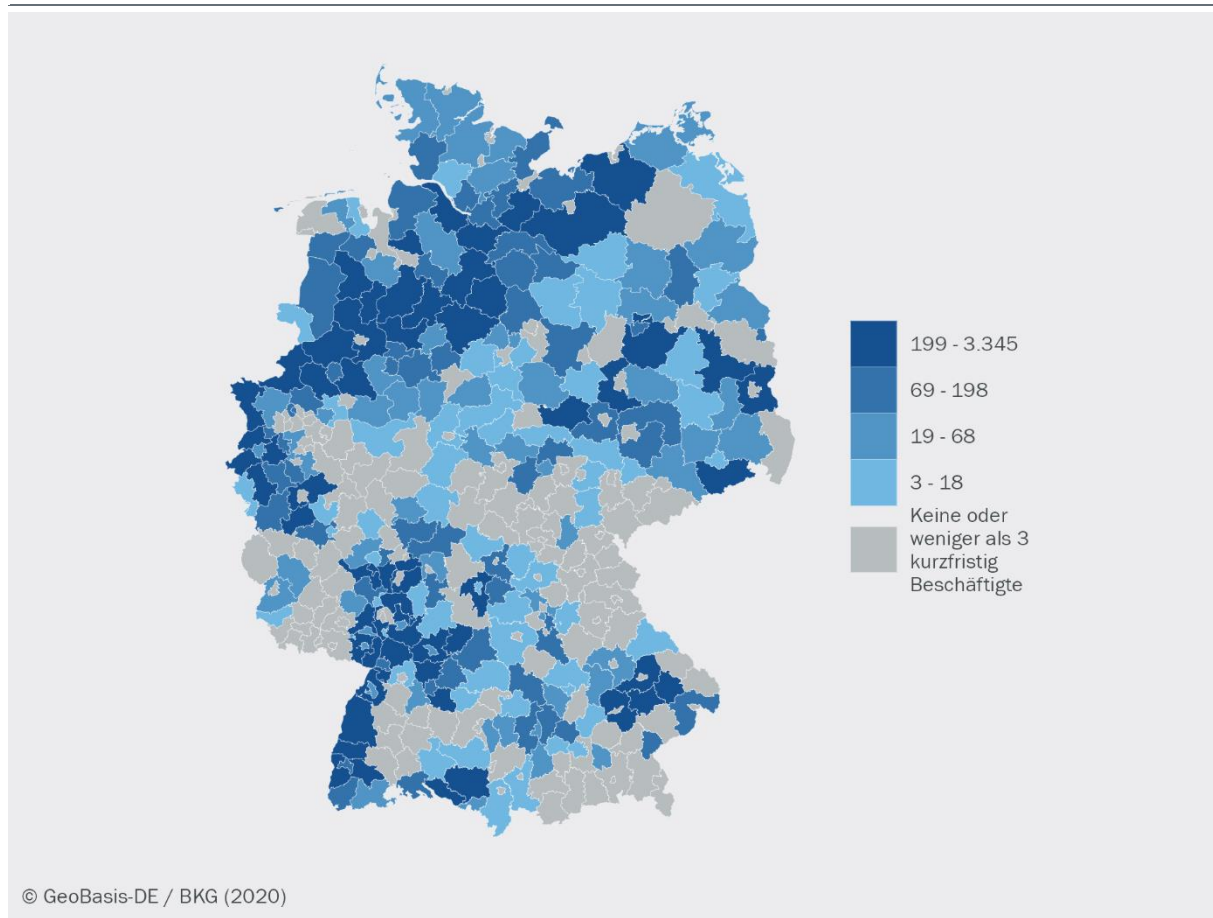 199 - 3.345
69 - 198
19 - 68
3 - 18
Keine oder
weniger als 3
kurzfristig
Beschäftigte
© GeoBasis-DE / BKG (2020)